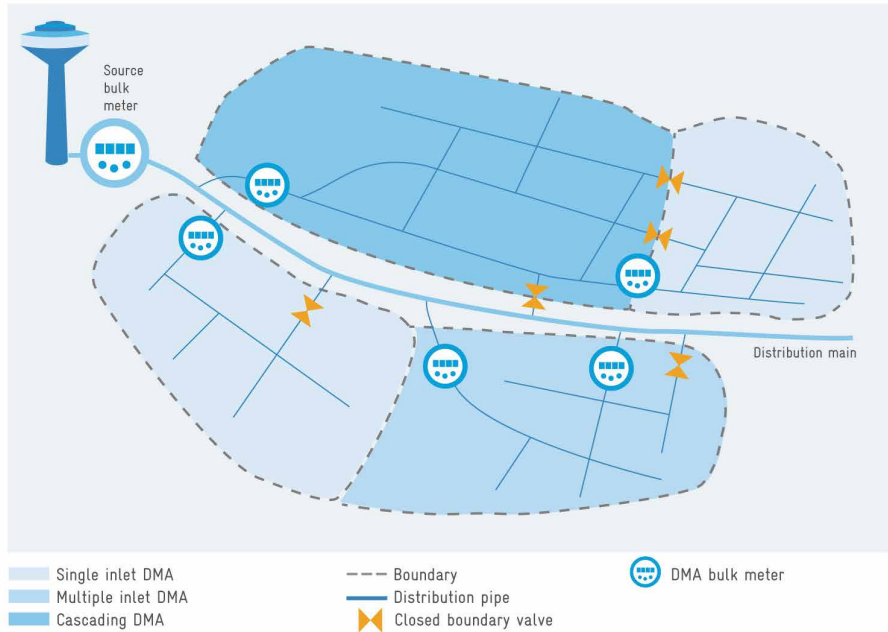 Source
bulk
meter
Distribution main
Single inlet DMA
Multiple inlet DMA
Cascading DMA
Boundary
Distribution pipe
Closed boundary valve
DMA bulk meter